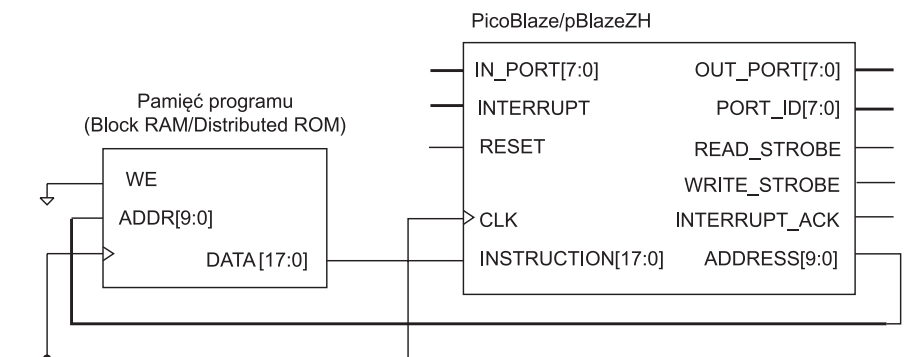 PicoBlaze/pBlazeZH
IN_PORT[7:0] OUT_PORT[7:0]
Pamięć programu
(Block RAM/Distributed ROM)
INTERRUPT PORT_ID[7:0]
RESET READ_STROBE
WE
WRITE_STROBE
ADDR[9:0]
CLK INTERRUPT_ACK
DATA[17:0]
INSTRUCTION[17:0] ADDRESS[9:0]